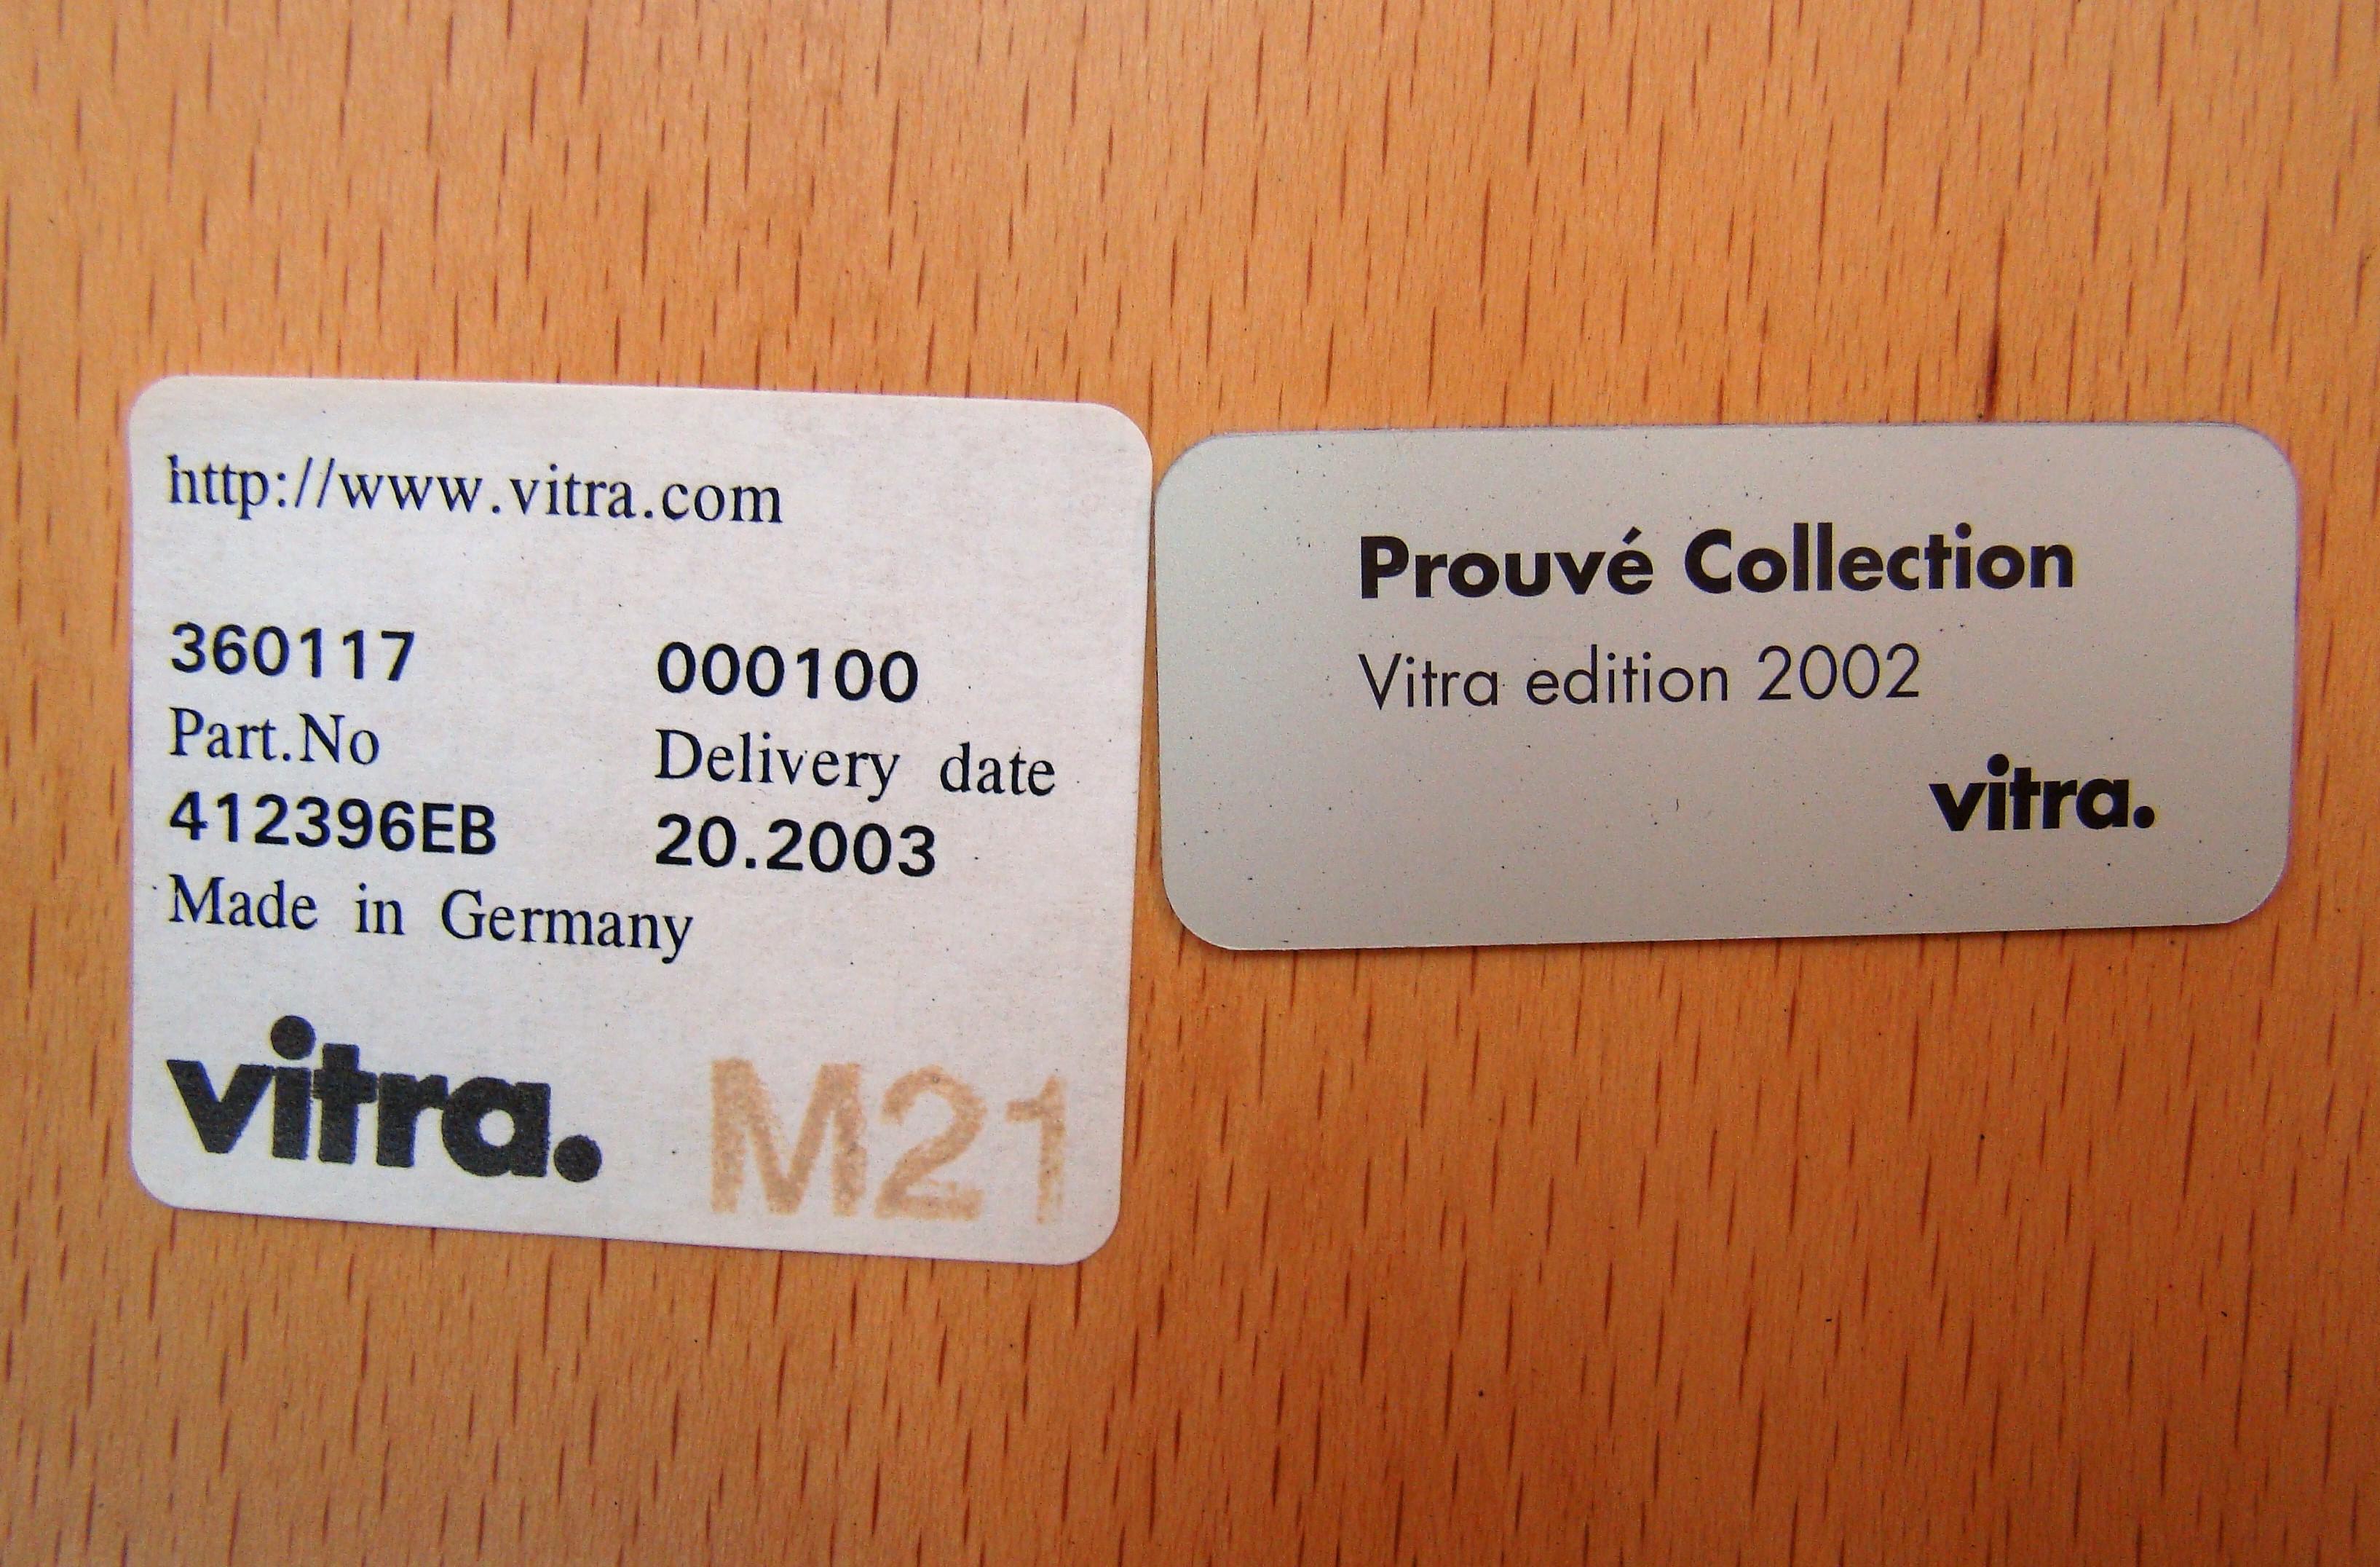 http://www.vitra.com
360117 000100
Part.No Delivery date
412396EB 20.2003
Made in Germany
vitra. M21
Prouvé Collection
Vitra edition 2002
vitra.